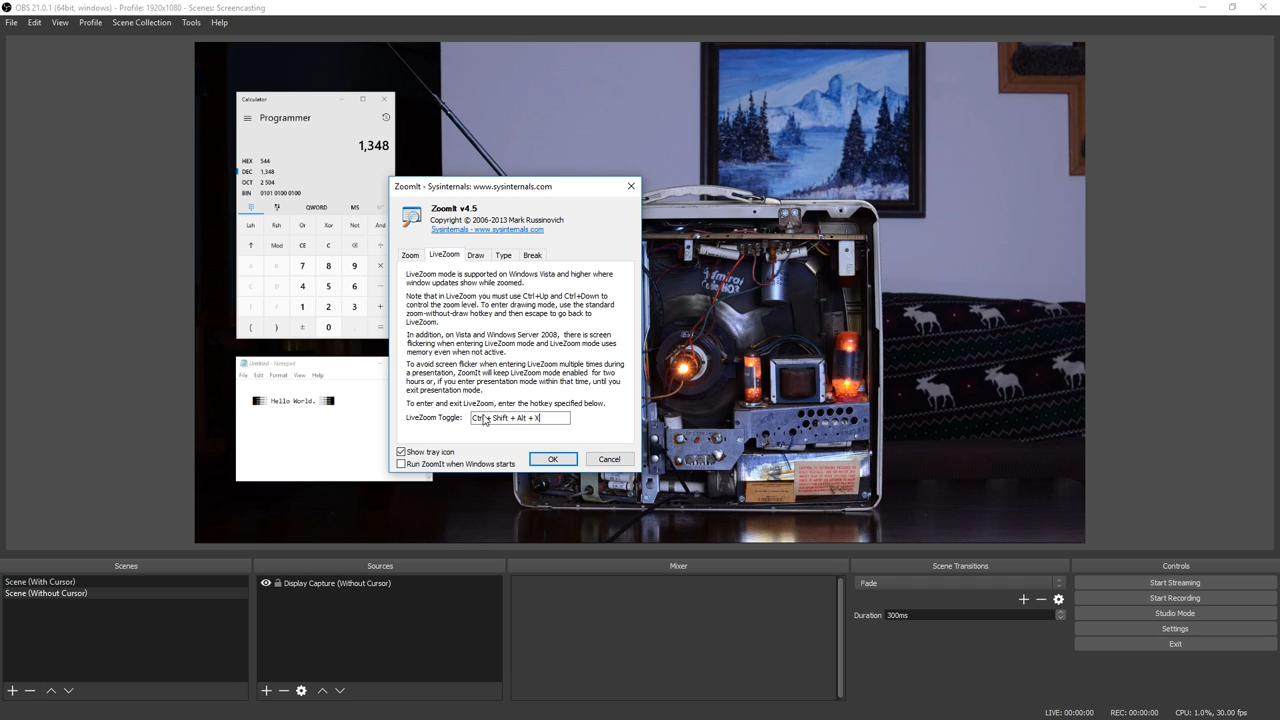 OBS 21.0.1 (64bit, windows) - Profile: 1920x1080 - Scenes: Screencasting
File Edit View Profile Scene Collection Tools Help
Calculator
Programmer
1,348
HEX 544
DEC 1,348
OCT 2 504
BIN 0101 0100 0100
QWORD MS
Lsh Rsh Or Xor Not And
Mod CE C
7 8 9
4 5 6
1 2 3 +
( ) ± 0 . =
Untitled - Notepad
File Edit Format View Help
Hello World.
ZoomIt - Sysinternals: www.sysinternals.com
ZoomIt v4.5
Copyright © 2006-2013 Mark Russinovich
Sysinternals - www.sysinternals.com
Zoom LiveZoom Draw Type Break
LiveZoom mode is supported on Windows Vista and higher where
window updates show while zoomed.
Note that in LiveZoom you must use Ctrl+Up and Ctrl+Down to
control the zoom level. To enter drawing mode, use the standard
zoom-without-draw hotkey and then escape to go back to
LiveZoom.
In addition, on Vista and Windows Server 2008, there is screen
flickering when entering LiveZoom mode and LiveZoom mode uses
memory even when not active.
To avoid screen flicker when entering LiveZoom multiple times during
a presentation, ZoomIt will keep LiveZoom mode enabled for two
hours or, if you enter presentation mode within that time, until you
exit presentation mode.
To enter and exit LiveZoom, enter the hotkey specified below.
LiveZoom Toggle: Ctrl + Shift + Alt + X
Show tray icon
Run ZoomIt when Windows starts
OK Cancel
Admiral
Scenes
Scene (With Cursor)
Scene (Without Cursor)
Sources
Display Capture (Without Cursor)
Mixer
Scene Transitions
Fade
Duration 300ms
Controls
Start Streaming
Start Recording
Studio Mode
Settings
Exit
LIVE: 00:00:00 REC: 00:00:00 CPU: 1.0%, 30.00 fps